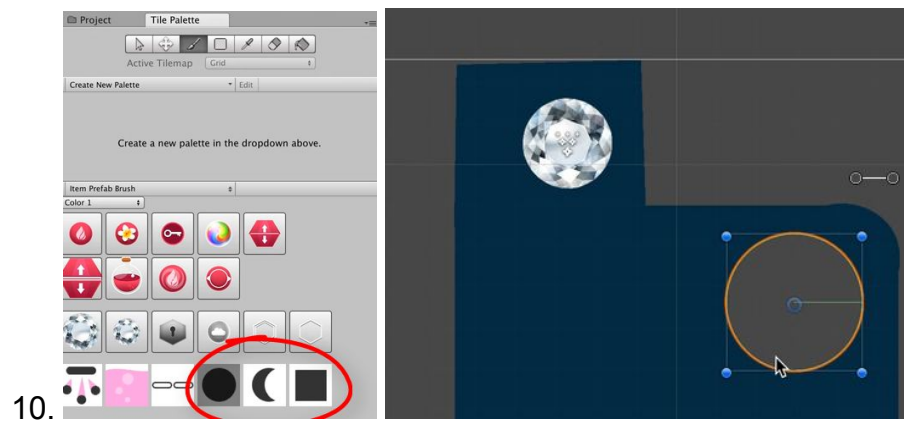 Project
Tile Palette
Active Tilemap
Grid
Create New Palette
Edit
Create a new palette in the dropdown above.
Item Prefab Brush
Color 1
10.